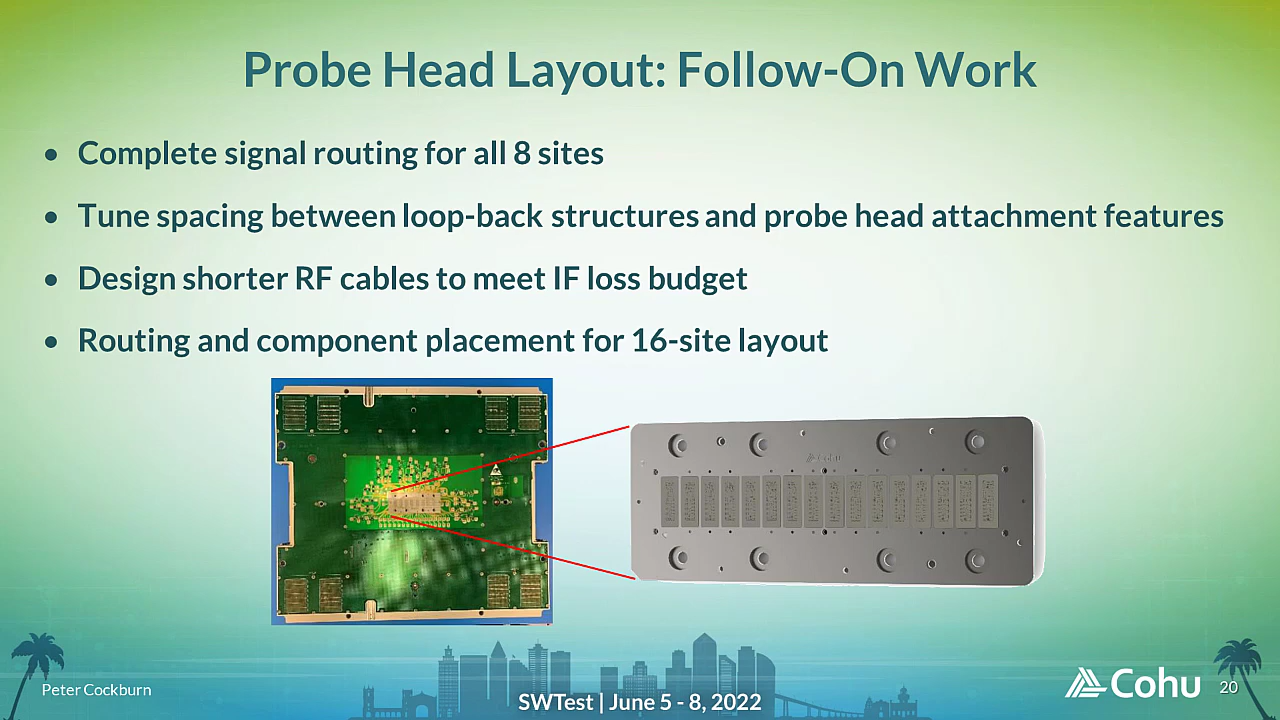 Probe Head Layout: Follow-On Work
• Complete signal routing for all 8 sites
• Tune spacing between loop-back structures and probe head attachment features
• Design shorter RF cables to meet IF loss budget
• Routing and component placement for 16-site layout
Cohu
Peter Cockburn
SWTest | June 5 - 8, 2022
Cohu
20